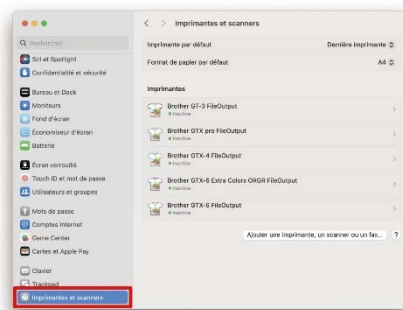 Imprimantes et scanners
Rechercher
Siri et Spotlight
Confidentialité et sécurité
Bureau et Dock
Moniteurs
Fond d'écran
Économiseur d'écran
Batterie
Écran verrouillé
Touch ID et mot de passe
Utilisateurs et groupes
Mots de passe
Comptes Internet
Game Center
Cartes et Apple Pay
Clavier
Trackpad
Imprimantes et scanners
Imprimante par défaut
Dernière imprimante
Format de papier par défaut
A4
Imprimantes
Brother GT-3 FileOutput
Inactive
Brother GTX pro FileOutput
Inactive
Brother GTX-4 FileOutput
Inactive
Brother GTX-6 Extra Colors ORGR FileOutput
Inactive
Brother GTX-6 FileOutput
Inactive
Ajouter une imprimante, un scanner ou un fax...
?